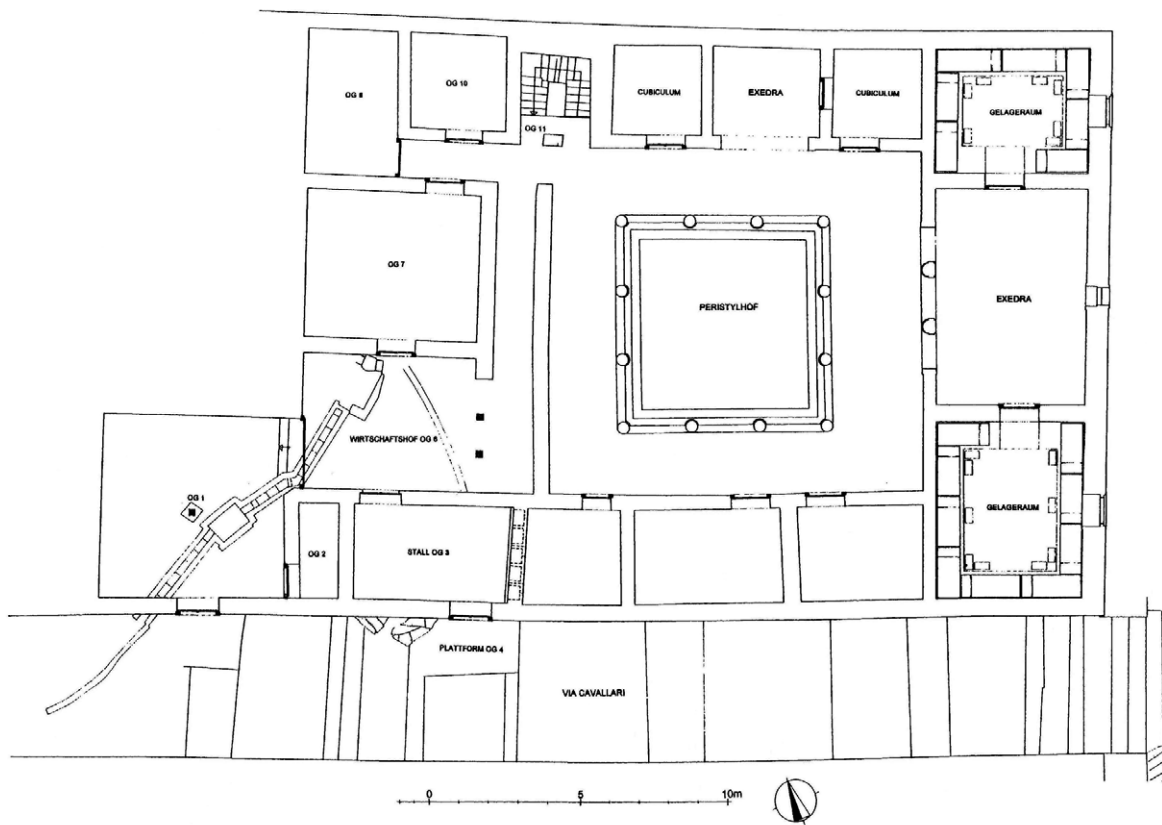 OG 8
OG 10
OG 11
CUBICULUM
EXEDRA
CUBICULUM
GELAGERAUM
OG 7
PERISTYLHOF
EXEDRA
WIRTSCHAFTSHOF OG 6
OG 1
OG 2
STALL OG 3
GELAGERAUM
PLATTFORM OG 4
VIA CAVALLARI
0 5 10m